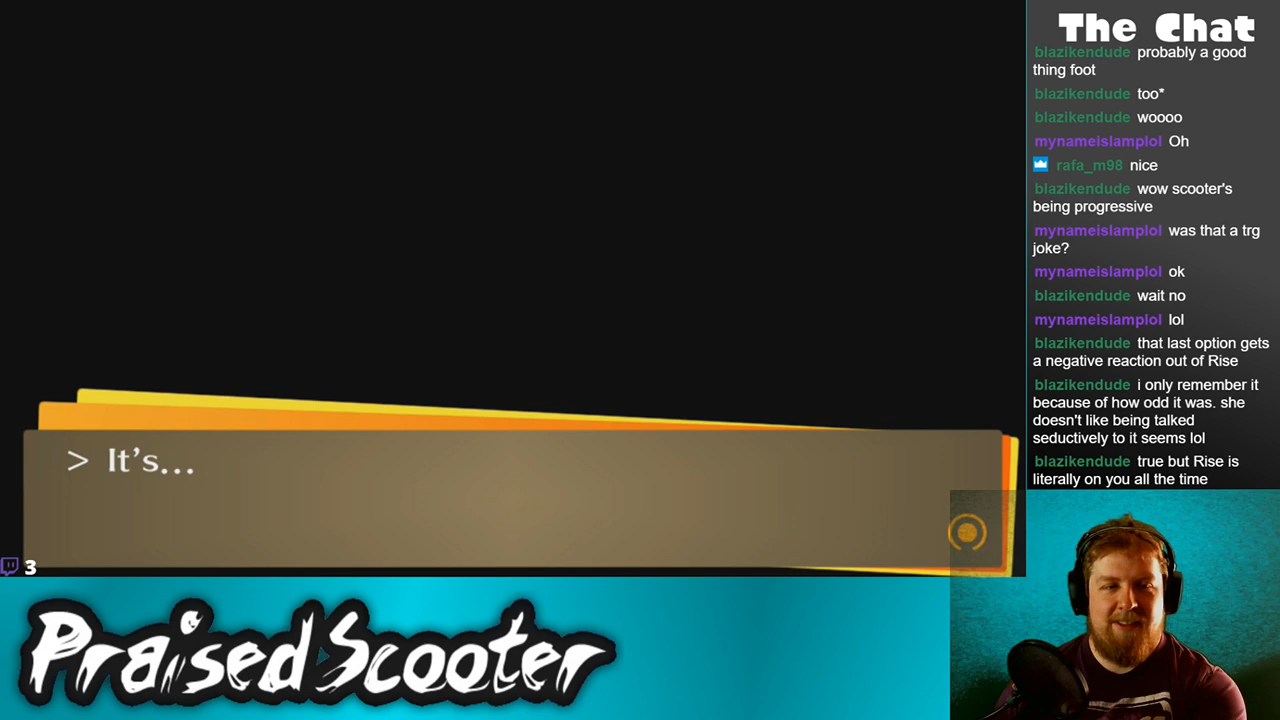 The Chat
blazikendude probably a good
thing foot
blazikendude too*
blazikendude woooo
mynameislamplol Oh
rafa_m98 nice
blazikendude wow scooter's
being progressive
mynameislamplol was that a trg
joke?
mynameislamplol ok
blazikendude wait no
mynameislamplol lol
blazikendude that last option gets
a negative reaction out of Rise
blazikendude i only remember it
because of how odd it was. she
doesn't like being talked
seductively to it seems lol
blazikendude true but Rise is
literally on you all the time
> It's...
3
PraisedScooter